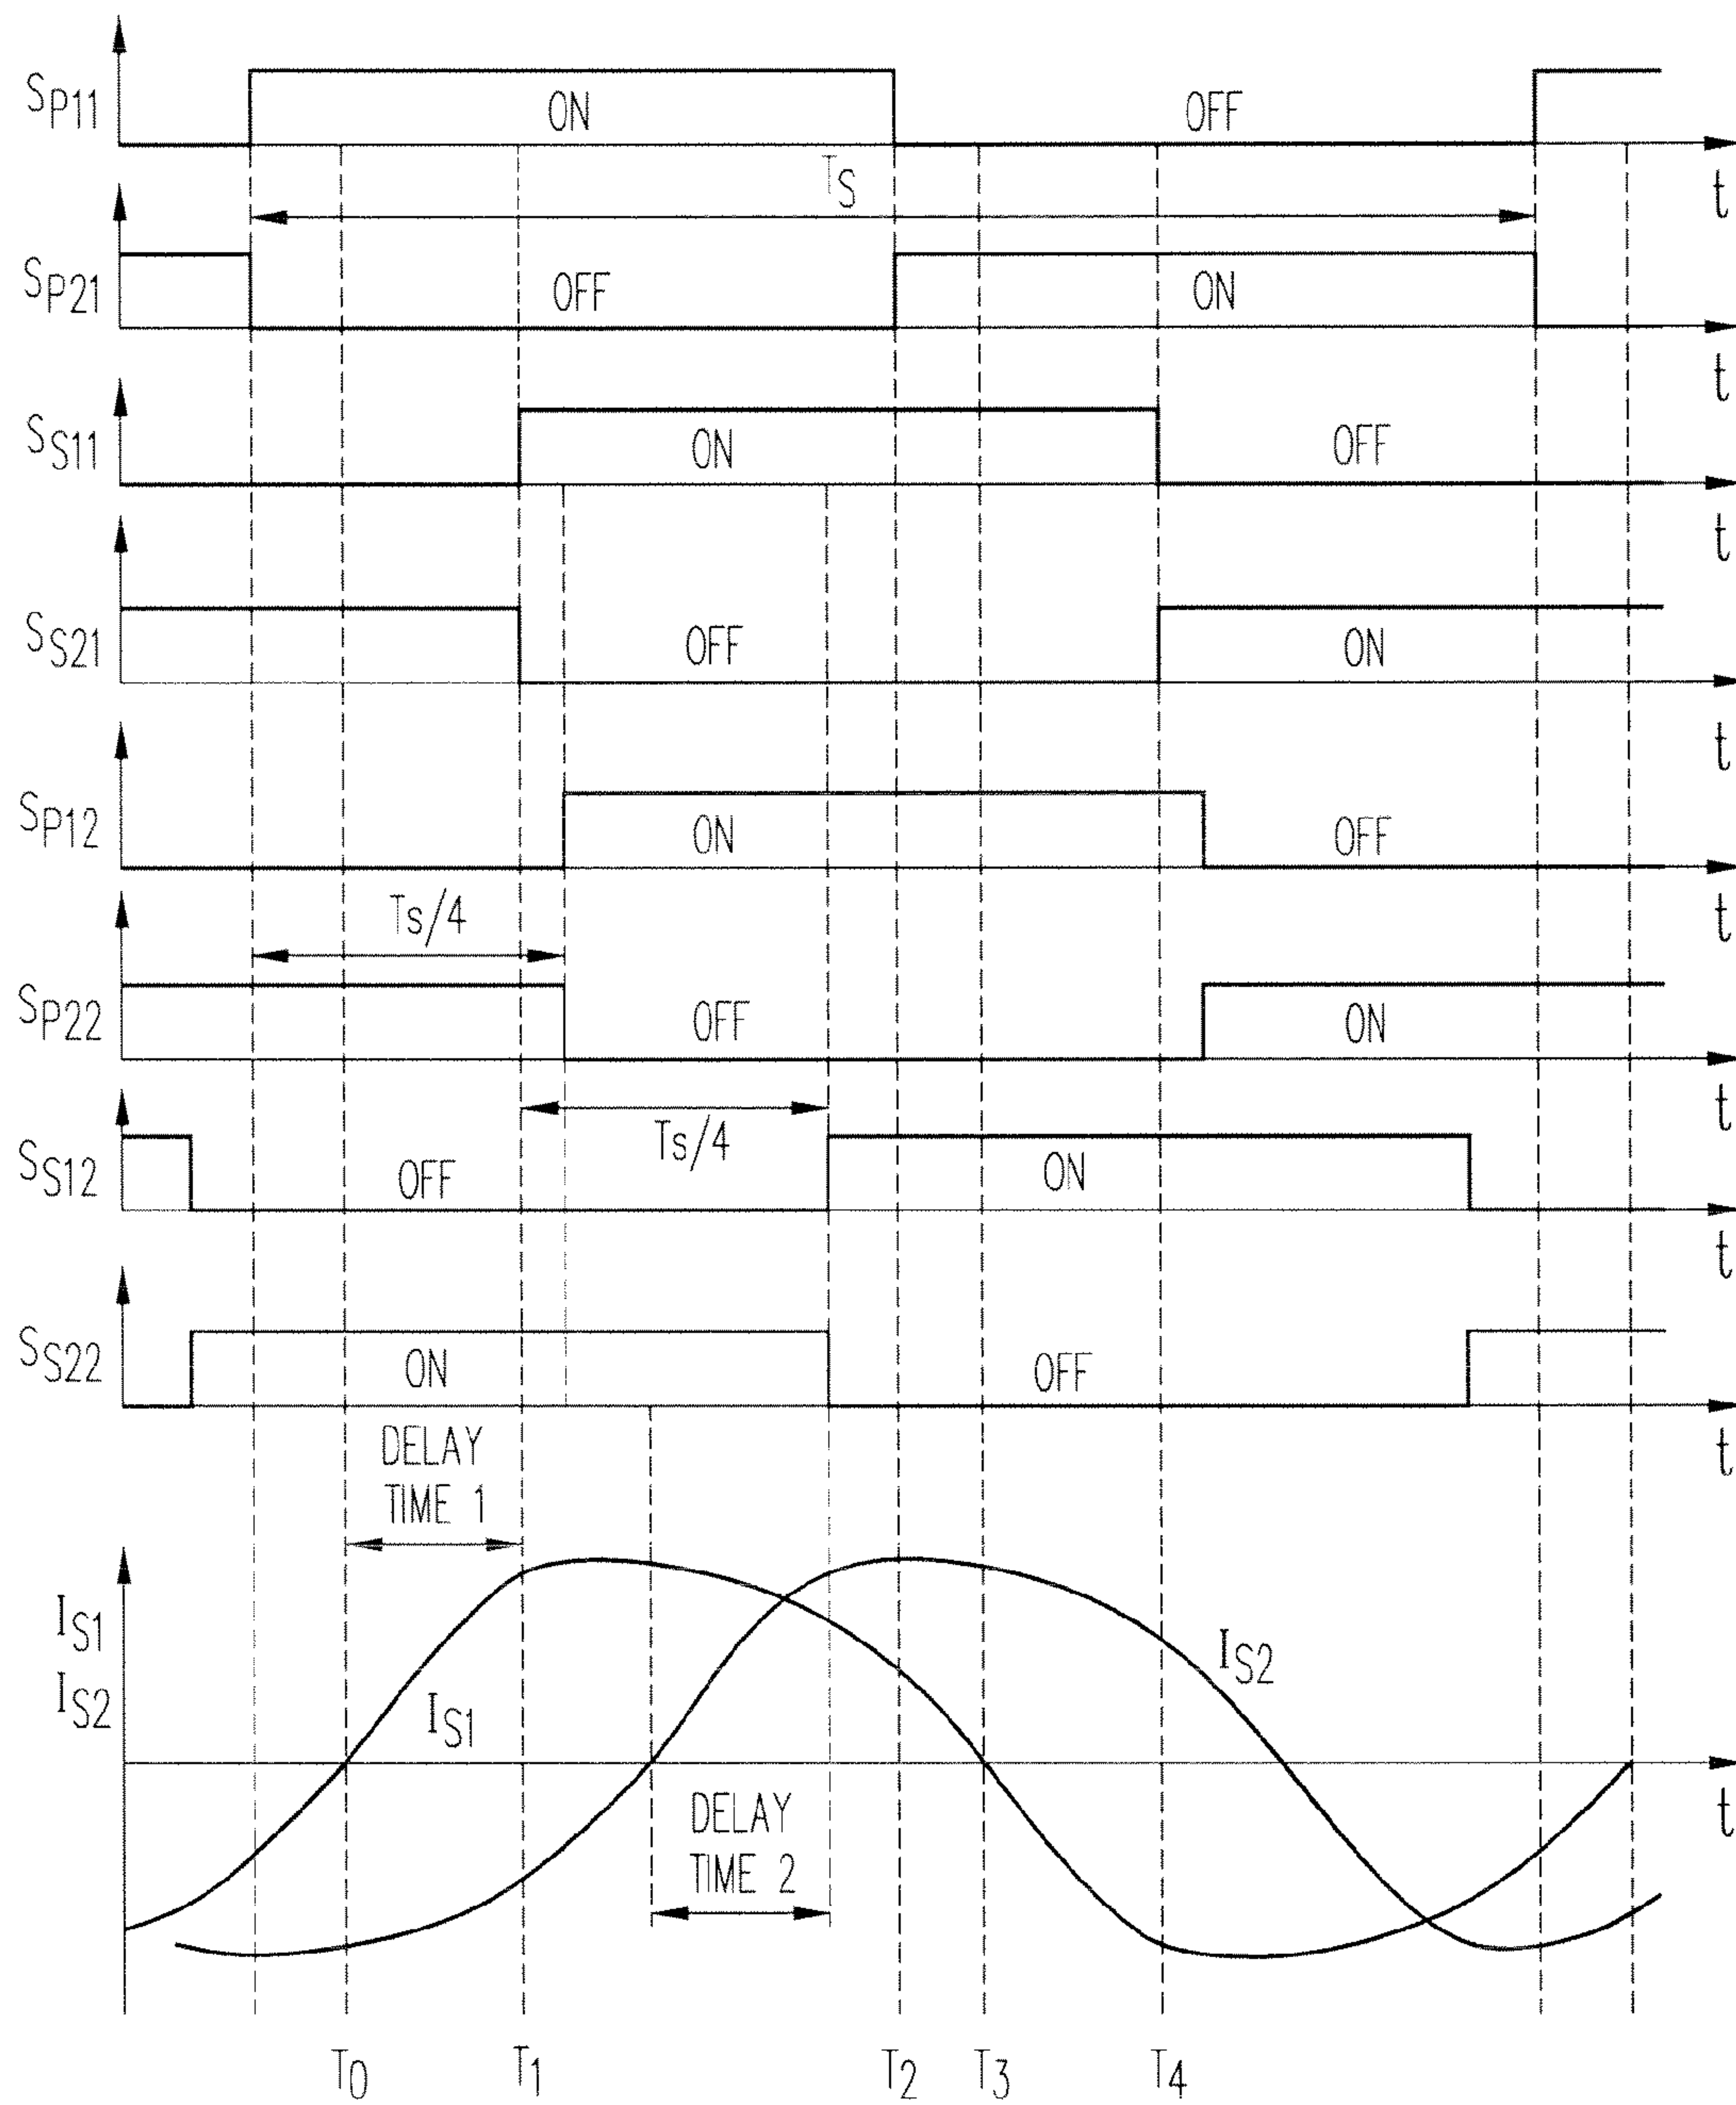 SP11
ON
OFF
TS
t
SP21
OFF
ON
t
SS11
ON
OFF
t
SS21
OFF
ON
t
SP12
ON
OFF
t
Ts/4
SP22
OFF
ON
t
Ts/4
SS12
OFF
ON
t
SS22
ON
OFF
t
DELAY
TIME 1
IS1
IS2
IS1
IS2
DELAY
TIME 2
t
T0 T1 T2 T3 T4